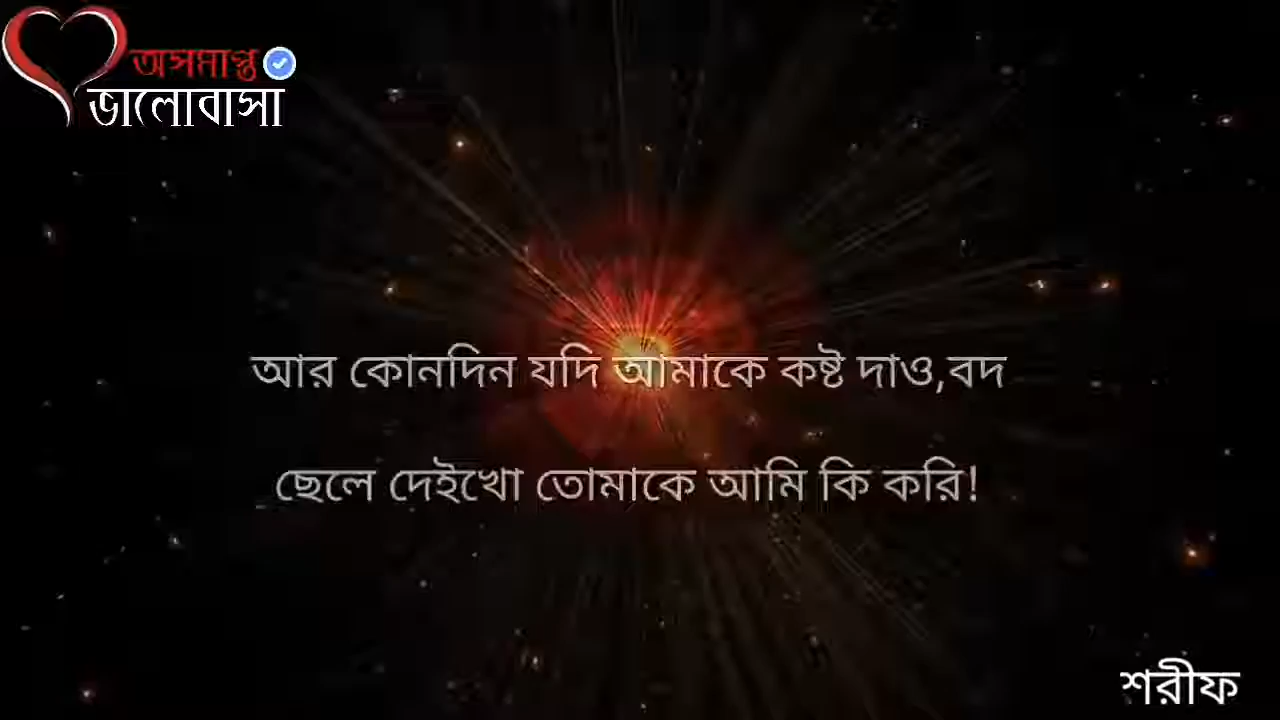 অসমাপ্ত
ভালোবাসা
আর কোনদিন যদি আমাকে কষ্ট দাও,বদ
ছেলে দেইখো তোমাকে আমি কি করি!
শরীফ